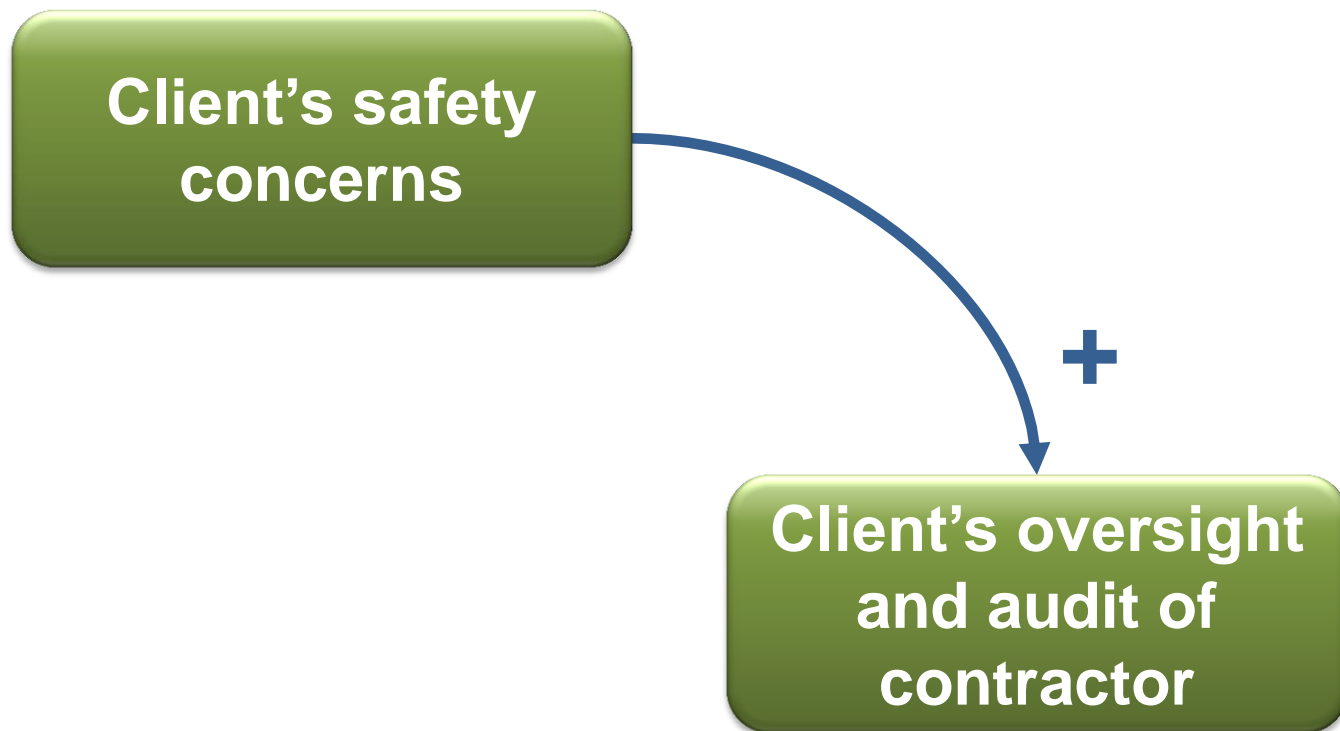 Client’s safety
concerns
+
Client’s oversight
and audit of
contractor